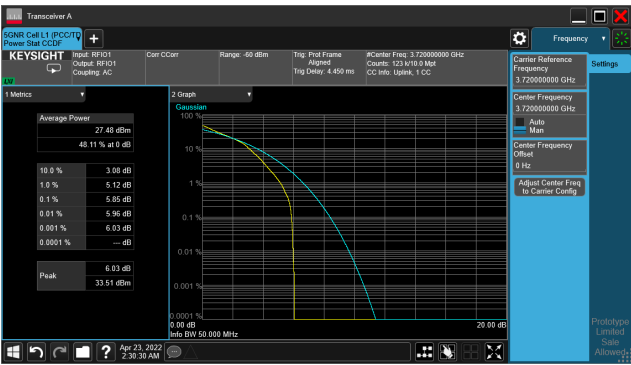 Transceiver A
5GNR Cell L1 (PCC/TD
Power Stat CCDF
KEYSIGHT
LXI
Input: RFIO1
Output: RFIO1
Coupling: AC
Corr CCorr
Range: -60 dBm
Trig: Prot Frame
Aligned
Trig Delay: 4.450 ms
#Center Freq: 3.720000000 GHz
Counts: 123 k/10.0 Mpt
CC Info: Uplink, 1 CC
1 Metrics
Average Power
27.48 dBm
48.11 % at 0 dB
10.0 % 3.08 dB
1.0 % 5.12 dB
0.1 % 5.85 dB
0.01 % 5.96 dB
0.001 % 6.03 dB
0.0001 % --- dB
Peak
6.03 dB
33.51 dBm
2 Graph
Gaussian
100 %
10 %
1 %
0.1 %
0.01 %
0.001 %
0.0001 %
0.00 dB
20.00 dB
Info BW 50.000 MHz
Frequency
Settings
Carrier Reference
Frequency
3.720000000 GHz
Center Frequency
3.720000000 GHz
Auto
Man
Center Frequency
Offset
0 Hz
Adjust Center Freq
to Carrier Config
Prototype
Limited
Sale
Allowed
Apr 23, 2022
2:30:30 AM